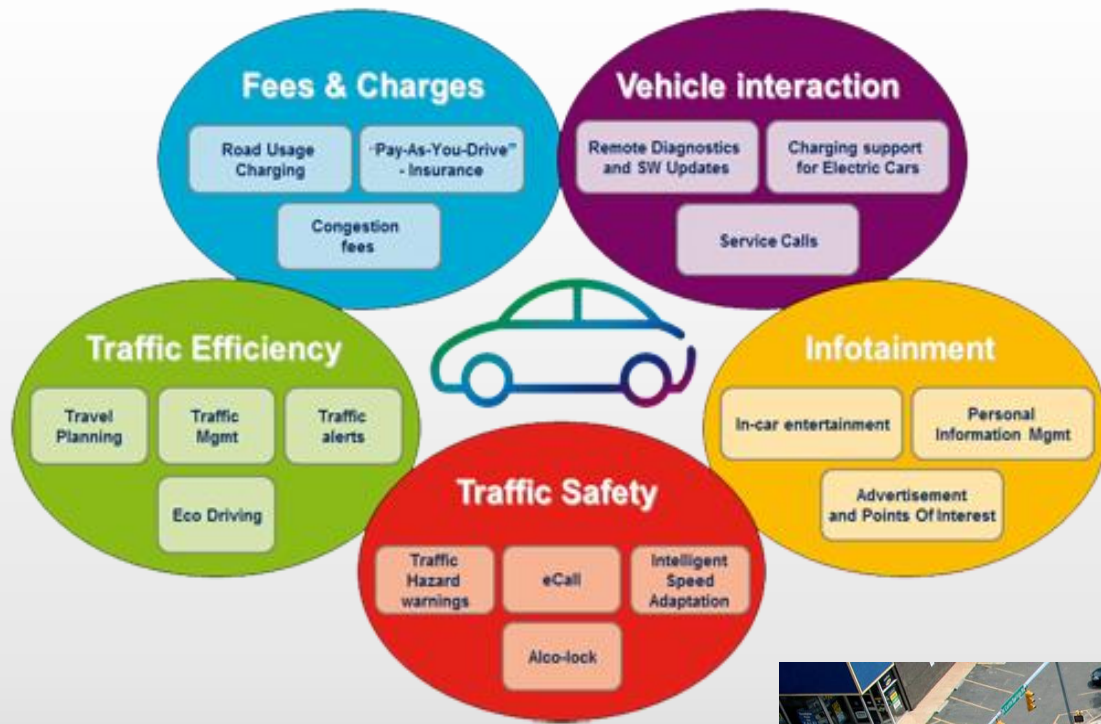 Fees & Charges
Road Usage
Charging
"Pay-As-You-Drive"
- Insurance
Congestion
fees
Vehicle interaction
Remote Diagnostics
and SW Updates
Charging support
for Electric Cars
Service Calls
Traffic Efficiency
Travel
Planning
Traffic
Mgmt
Traffic
alerts
Eco Driving
Infotainment
In-car entertainment
Personal
Information Mgmt
Advertisement
and Points Of Interest
Traffic Safety
Traffic
Hazard
warnings
eCall
Intelligent
Speed
Adaptation
Alco-lock